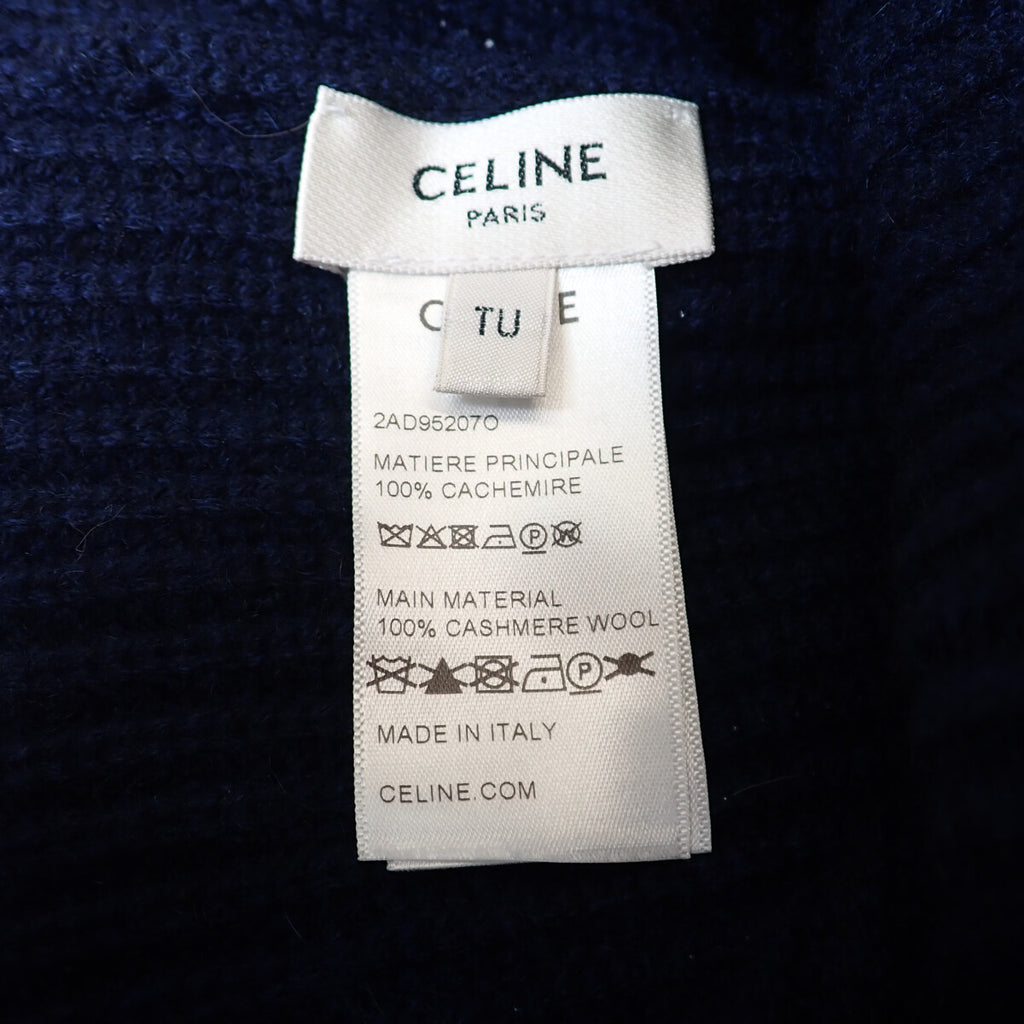 CELINE
PARIS
TU
2AD95207O
MATIERE PRINCIPALE
100% CACHEMIRE
MAIN MATERIAL
100% CASHMERE WOOL
MADE IN ITALY
CELINE.COM